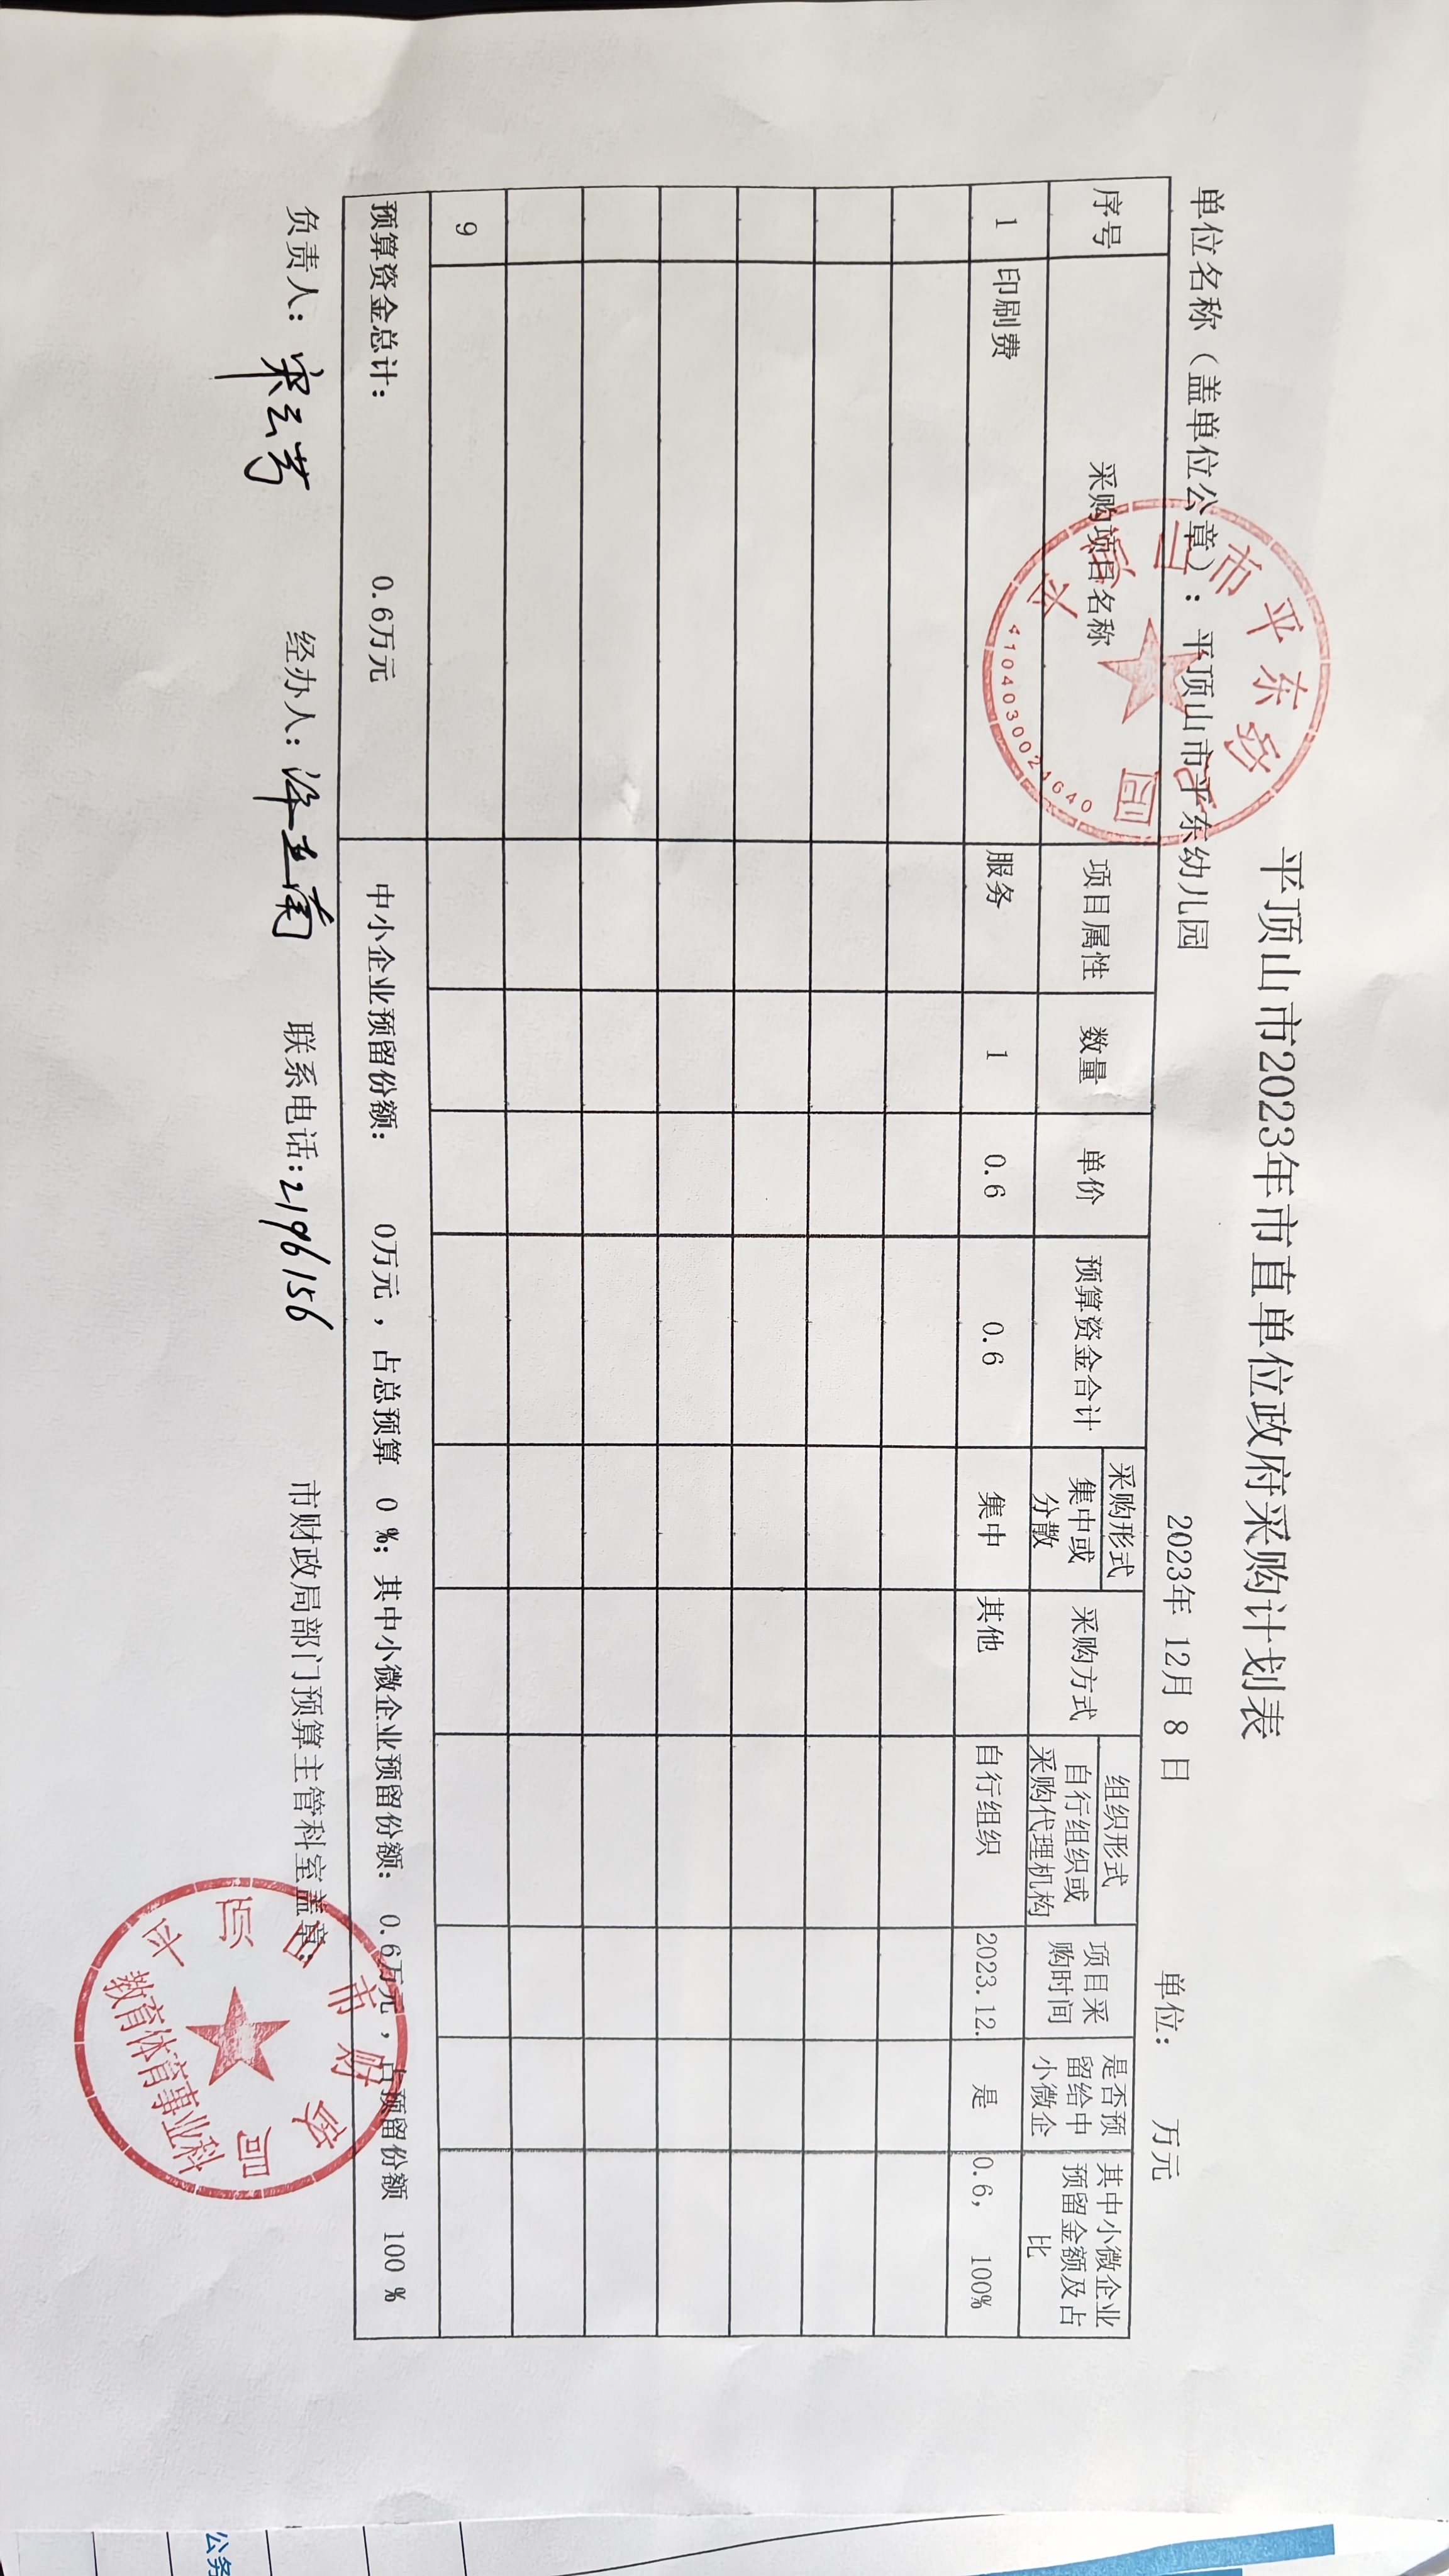 平顶山市2023年市直单位政府采购计划表
单位名称（盖单位公章）：平顶山市平东幼儿园 2023年 12月 8 日 单位： 万元
序号 采购项目名称 项目属性 数量 单价 预算资金合计 采购形式 集中或分散 采购方式 组织形式 自行组织或采购代理机构 项目采购时间 是否预留给中小微企 其中小微企业预留金额及占比
1 印刷费 服务 1 0.6 0.6 集中 其他 自行组织 2023.12. 是 0.6， 100%
9
预算资金总计： 0.6万元 中小企业预留份额： 0万元，占总预算 0 %；其中小微企业预留份额： 0.6万元，占预留份额 100 %
负责人： 经办人： 联系电话：2196156 市财政局部门预算主管科室盖章：
平顶山市平东幼儿园
4104030021640
平顶山市财政局
教育体育事业科
公务